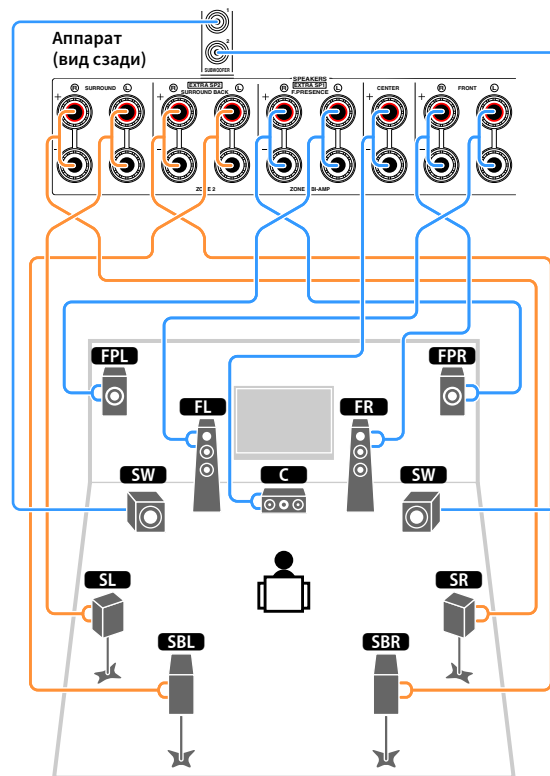 Аппарат
(вид сзади)
1
2
SUBWOOFER
SPEAKERS
SURROUND
EXTRA SP2
SURROUND BACK
EXTRA SP1
F.PRESENCE
CENTER
FRONT
R L R L R L R L
+ + + + +
- - - - -
ZONE 2
BI-AMP
FPL FPR
FL FR
SW C SW
SL SR
SBL SBR